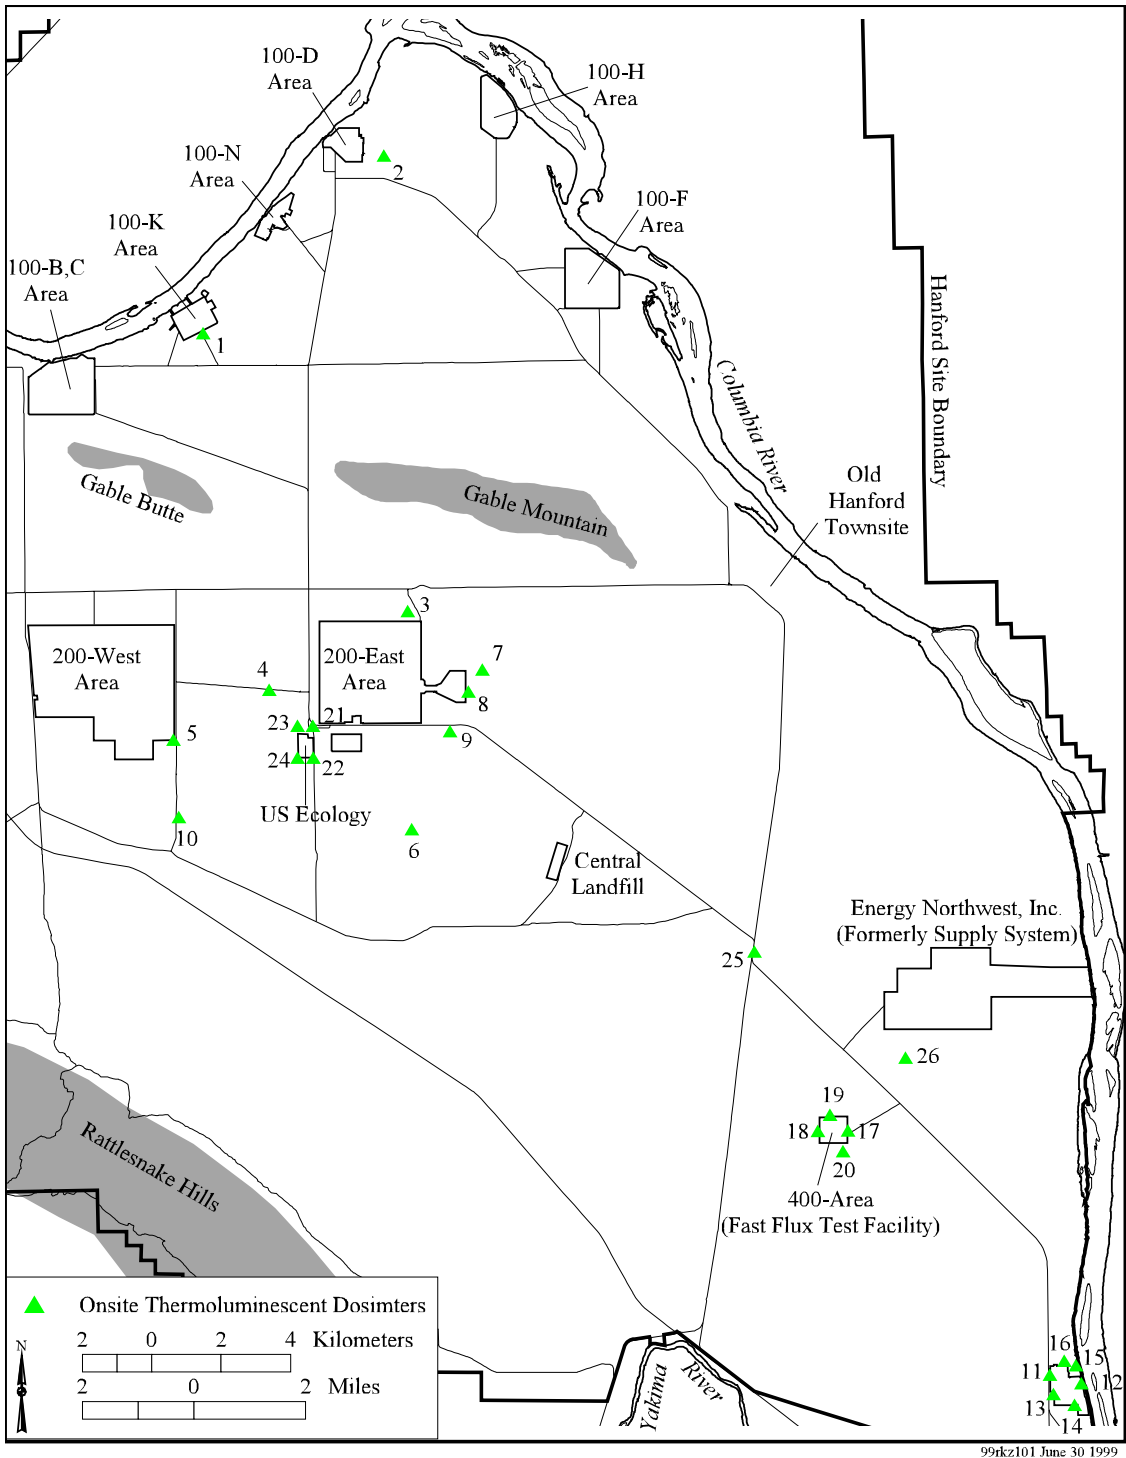 100-D
Area
100-H
Area
2
100-N
Area
100-F
Area
100-K
Area
100-B,C
Area
1
Hanford Site Boundary
Columbia River
Gable Butte
Gable Mountain
Old
Hanford
Townsite
3
200-West
Area
200-East
Area
7
4
8
23
21
5
9
24
22
US Ecology
10
6
Central
Landfill
Energy Northwest, Inc.
(Formerly Supply System)
25
26
19
18
17
20
400-Area
(Fast Flux Test Facility)
Rattlesnake Hills
Onsite Thermoluminescent Dosimters
N
2 0 2 4 Kilometers
2 0 2 Miles
Yakima
River
16
15
11
12
13
14
99rkz101 June 30 1999